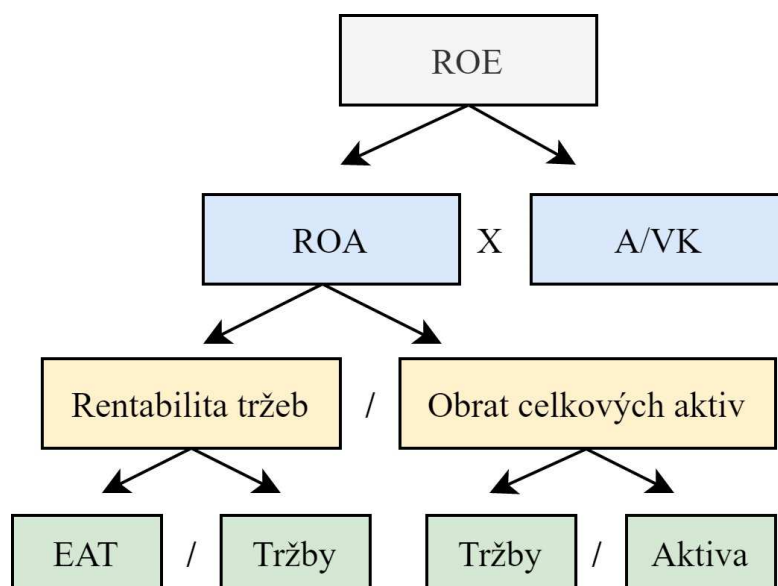 ROE
ROA X A/VK
Rentabilita tržeb / Obrat celkových aktiv
EAT / Tržby Tržby / Aktiva